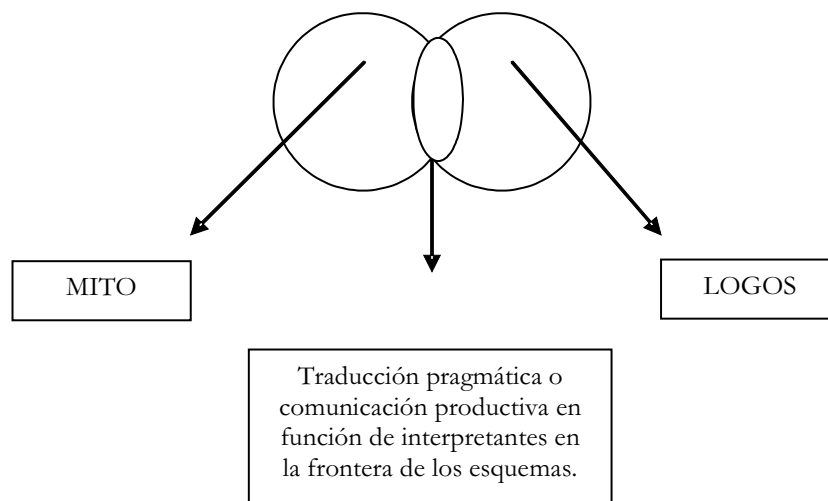 MITO
LOGOS
Traducción pragmática o
comunicación productiva en
función de interpretantes en
la frontera de los esquemas.